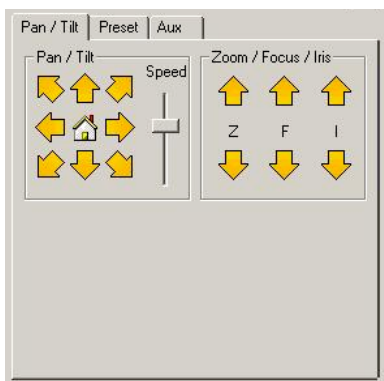 Pan / Tilt Preset Aux
Pan / Tilt
Speed
Zoom / Focus / Iris
Z F I